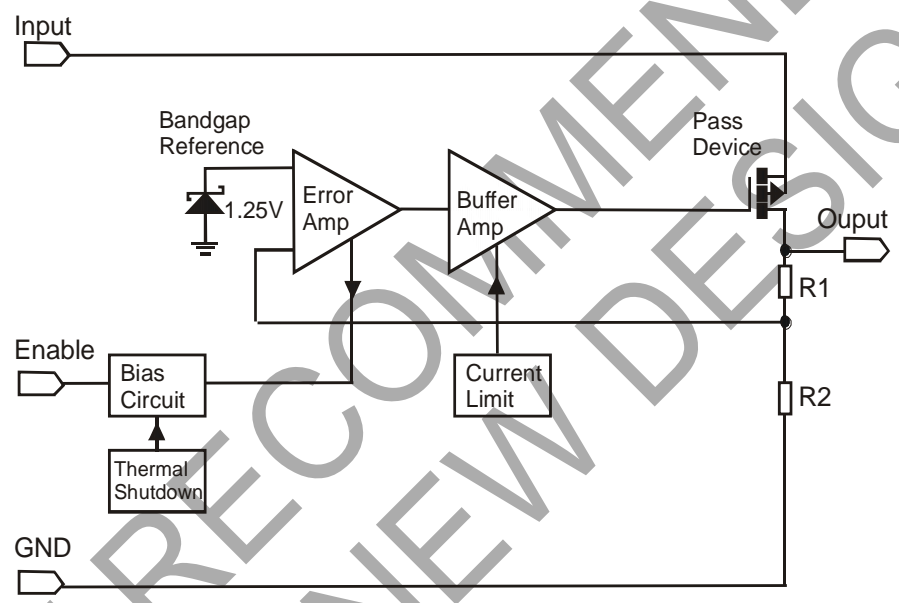 Input
Bandgap
Reference
1.25V
Error
Amp
Buffer
Amp
Pass
Device
Ouput
R1
Enable
Bias
Circuit
Current
Limit
R2
Thermal
Shutdown
GND
RECOMMEN
NEW DESIG